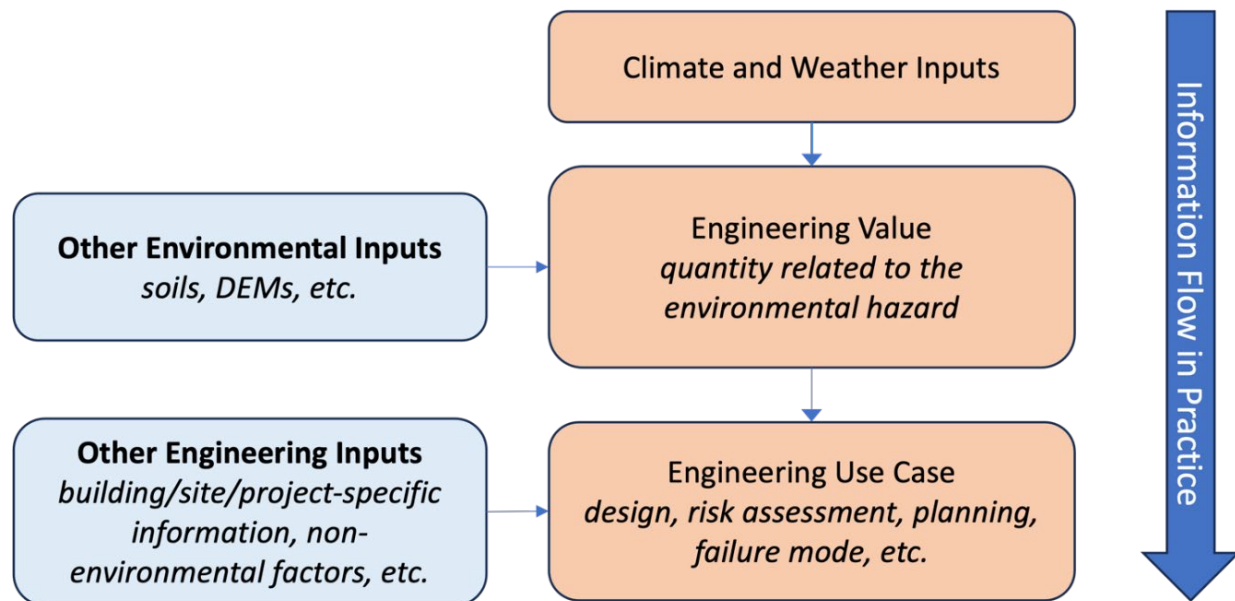 Climate and Weather Inputs
Other Environmental Inputs
soils, DEMs, etc.
Engineering Value
quantity related to the
environmental hazard
Other Engineering Inputs
building/site/project-specific
information, non-
environmental factors, etc.
Engineering Use Case
design, risk assessment, planning,
failure mode, etc.
Information Flow in Practice